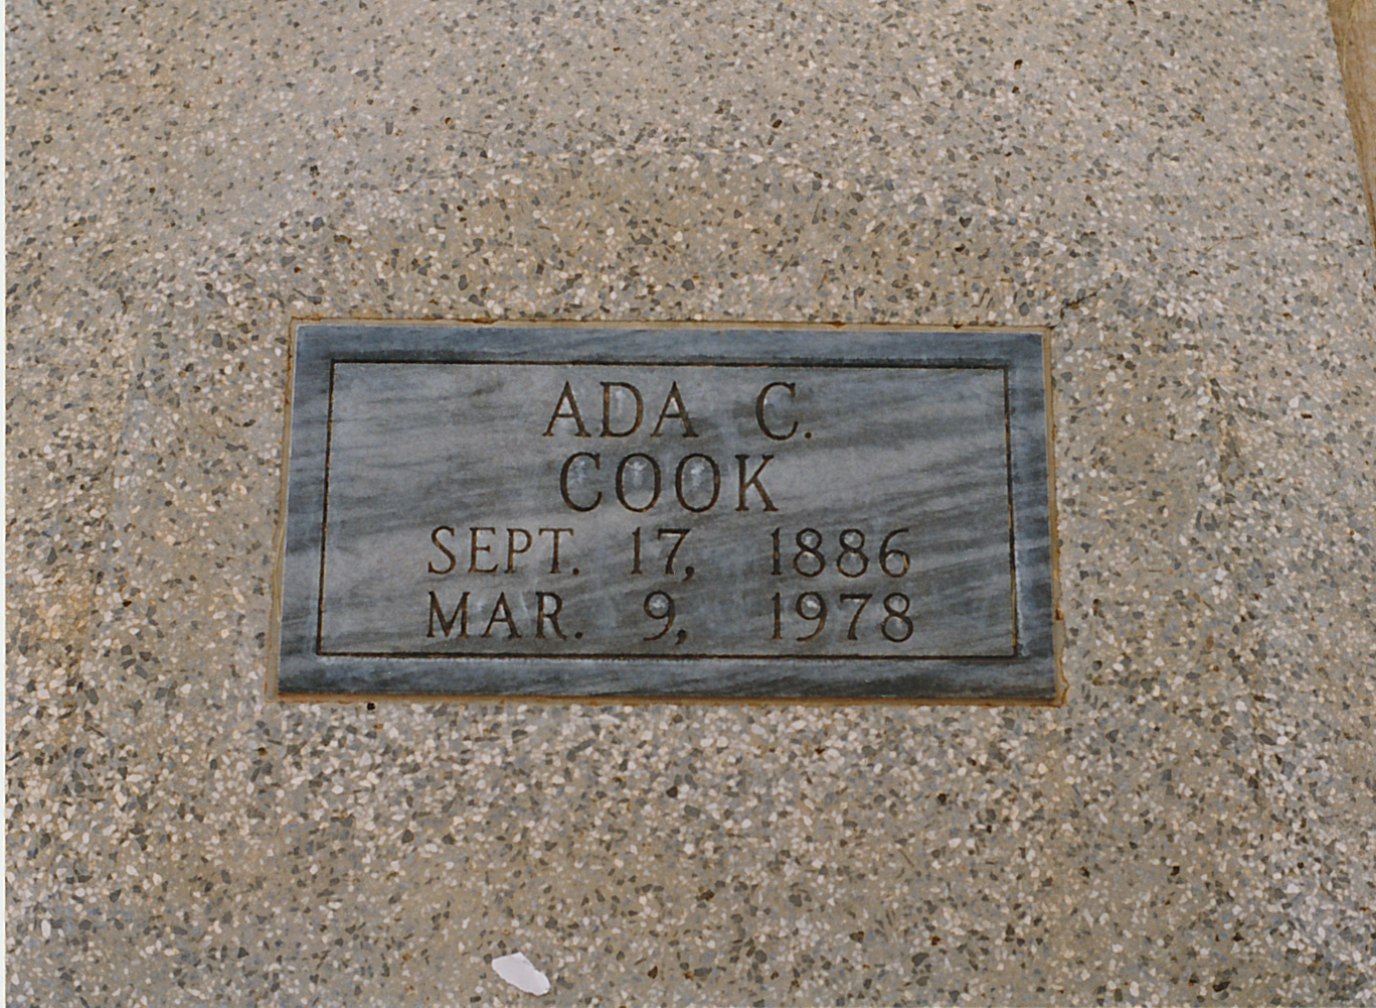 ADA C.
COOK
SEPT. 17, 1886
MAR. 9, 1978